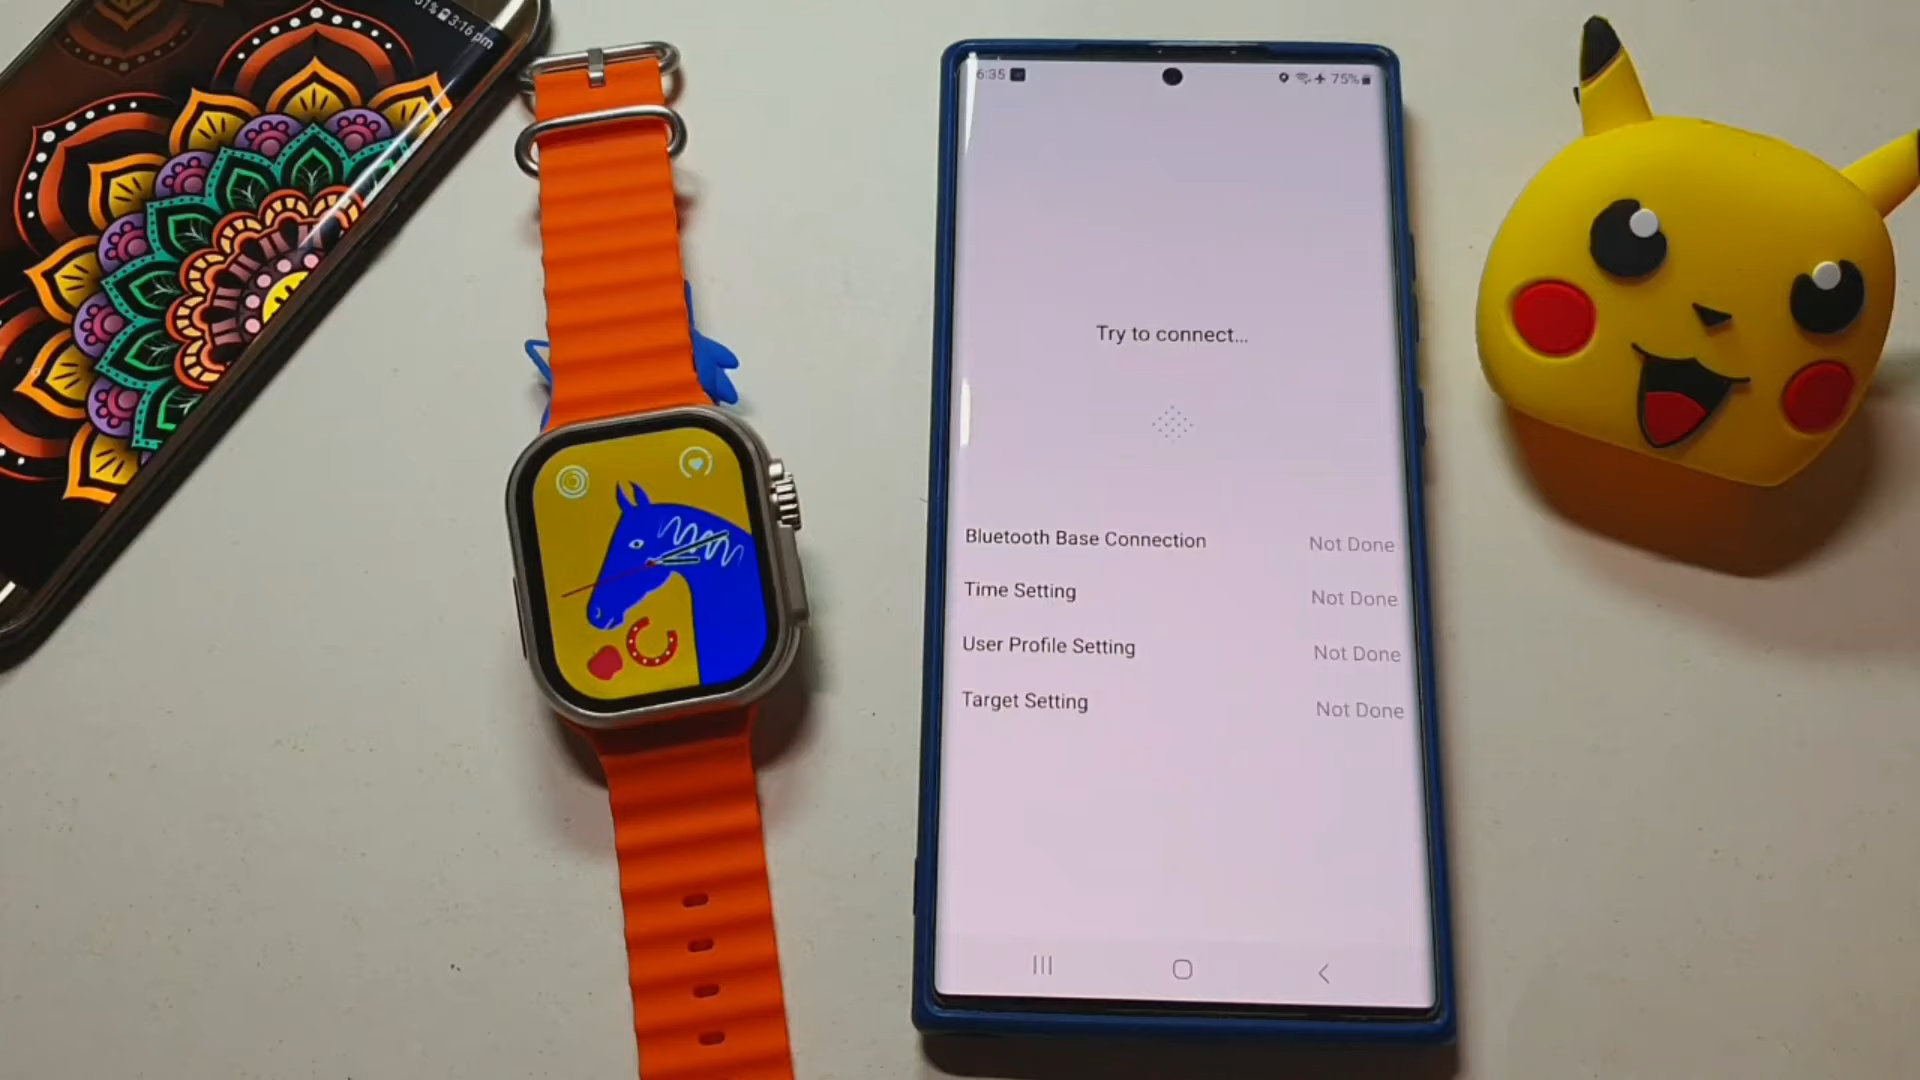 61% 3:16 pm
6:35 75%
Try to connect...
Bluetooth Base Connection Not Done
Time Setting Not Done
User Profile Setting Not Done
Target Setting Not Done